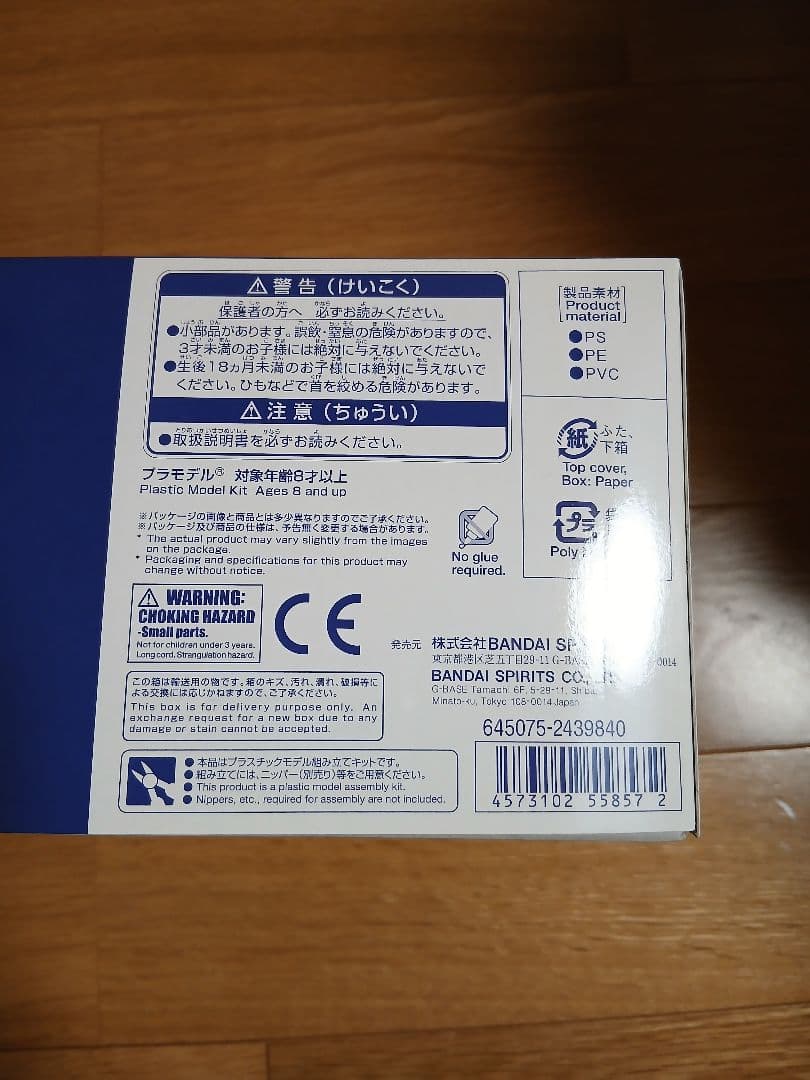 ⚠警告（けいこく）
保護者の方へ 必ずお読みください。
●小部品があります。誤飲・窒息の危険がありますので、
3才未満のお子様には絶対に与えないでください。
●生後18ヵ月未満のお子様には絶対に与えないで
ください。ひもなどで首を絞める危険があります。
⚠注意（ちゅうい）
●取扱説明書を必ずお読みください。
プラモデル® 対象年齢8才以上
Plastic Model Kit Ages 8 and up
※パッケージの画像と商品とは多少異なりますのでご了承ください。
※パッケージ及び商品の仕様は、予告無く変更する場合があります。
* The actual product may vary slightly from the images
on the package.
* Packaging and specifications for this product may
change without notice.
No glue
required.
[製品素材
Product
material]
●PS
●PE
●PVC
紙
ふた、
下箱
Top cover,
Box: Paper
プラ
Poly
⚠WARNING:
CHOKING HAZARD
-Small parts.
Not for children under 3 years.
Long cord. Strangulation hazard.
CE
発売元 株式会社BANDAI
東京都港区芝五丁目29-11
0014
BANDAI SPIRITS
G-BASE Tamachi 6F, 5-29-11,
Minato-ku, Tokyo 108-0014 Japan
この箱は輸送用の物です。箱のキズ、汚れ、潰れ、破損等に
よる交換には応じかねますので、ご了承ください。
This box is for delivery purpose only. An
exchange request for a new box due to any
damage or stain cannot be accepted.
645075-2439840
●本品はプラスチックモデル組み立てキットです。
●組み立てには、ニッパー（別売り）等をご用意ください。
●This product is a plastic model assembly kit.
●Nippers, etc., required for assembly are not included.
4573102 55857 2